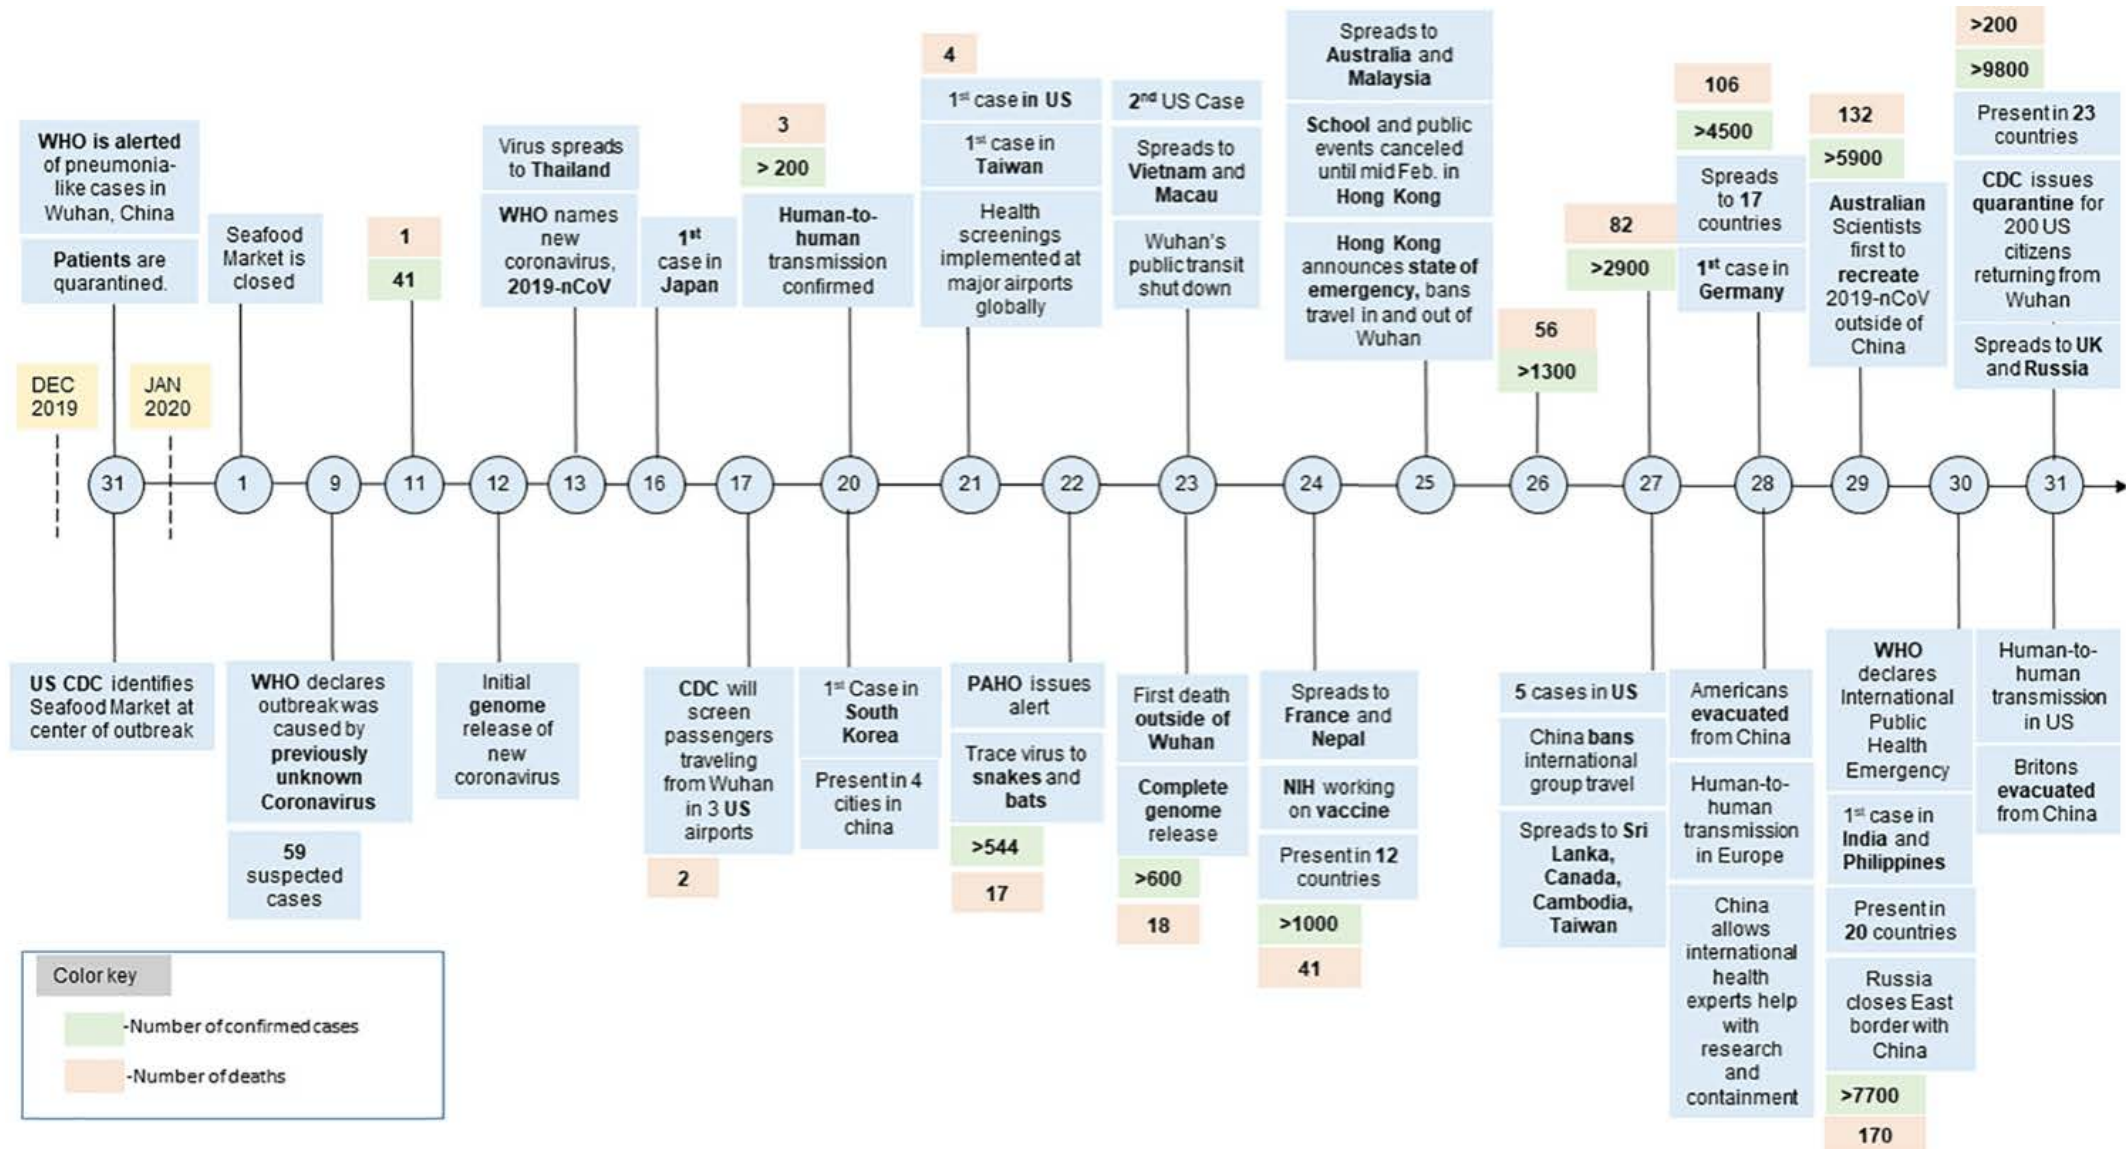 DEC
2019
JAN
2020
WHO is alerted
of pneumonia-
like cases in
Wuhan, China
Patients are
quarantined.
31
US CDC identifies
Seafood Market at
center of outbreak
Seafood
Market is
closed
1
9
WHO declares
outbreak was
caused by
previously
unknown
Coronavirus
59
suspected
cases
1
41
11
12
Initial
genome
release of
new
coronavirus
Virus spreads
to Thailand
WHO names
new
coronavirus,
2019-nCoV
13
1st
case in
Japan
16
17
CDC will
screen
passengers
traveling
from Wuhan
in 3 US
airports
2
3
> 200
Human-to-
human
transmission
confirmed
20
1st Case in
South
Korea
Present in 4
cities in
china
4
1st case in US
1st case in
Taiwan
Health
screenings
implemented at
major airports
globally
21
22
PAHO issues
alert
Trace virus to
snakes and
bats
>544
17
2nd US Case
Spreads to
Vietnam and
Macau
Wuhan's
public transit
shut down
23
First death
outside of
Wuhan
Complete
genome
release
>600
18
24
Spreads to
France and
Nepal
NIH working
on vaccine
Present in 12
countries
>1000
41
Spreads to
Australia and
Malaysia
School and public
events canceled
until mid Feb. in
Hong Kong
Hong Kong
announces state of
emergency, bans
travel in and out of
Wuhan
25
56
>1300
26
82
>2900
27
5 cases in US
China bans
international
group travel
Spreads to Sri
Lanka,
Canada,
Cambodia,
Taiwan
106
>4500
Spreads
to 17
countries
1st case in
Germany
28
Americans
evacuated
from China
Human-to-
human
transmission
in Europe
China
allows
international
health
experts help
with
research
and
containment
132
>5900
Australian
Scientists
first to
recreate
2019-nCoV
outside of
China
29
30
WHO
declares
International
Public
Health
Emergency
1st case in
India and
Philippines
Present in
20 countries
Russia
closes East
border with
China
>7700
170
>200
>9800
Present in 23
countries
CDC issues
quarantine for
200 US
citizens
returning from
Wuhan
Spreads to UK
and Russia
31
Human-to-
human
transmission
in US
Britons
evacuated
from China
Color key
-Number of confirmed cases
-Number of deaths